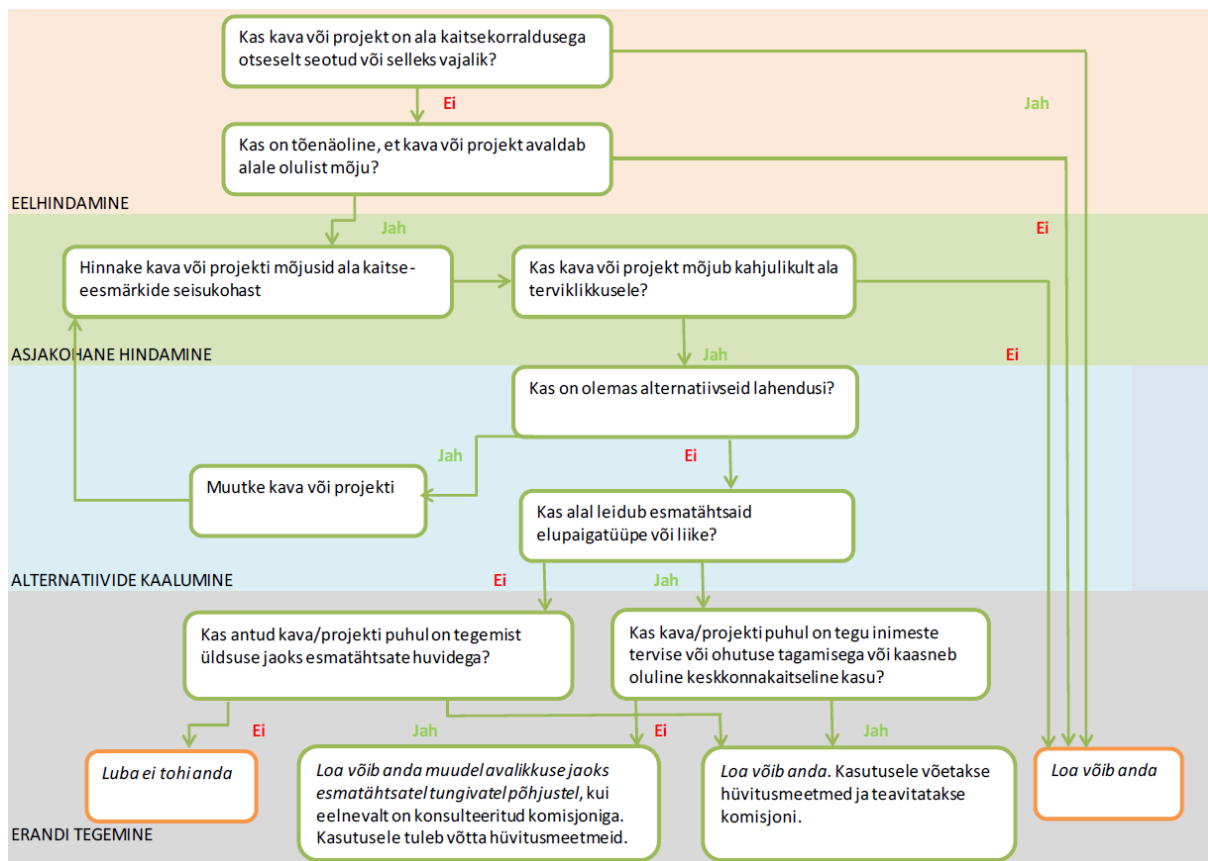 Kas kava või projekt on ala kaitsekorraldusega
otseselt seotud või selleks vajalik?
Ei
Jah
Kas on tõenäoline, et kava või projekt avaldab
alale olulist mõju?
EELHINDAMINE
Jah
Ei
Hinnake kava või projekti mõjusid ala kaitse-
eesmärkide seisukohast
Kas kava või projekt mõjub kahjulikult ala
terviklikkusele?
ASJAKOHANE HINDAMINE
Jah
Ei
Kas on olemas alternatiivseid lahendusi?
Jah
Ei
Muutke kava või projekti
Kas alal leidub esmatähtsaid
elupaigatüüpe või liike?
ALTERNATIIVIDE KAALUMINE
Ei
Jah
Kas antud kava/projekti puhul on tegemist
üldsuse jaoks esmatähtsate huvidega?
Kas kava/projekti puhul on tegu inimeste
tervise või ohutuse tagamisega või kaasneb
oluline keskkonnakaitseline kasu?
Ei
Jah
Ei
Jah
Luba ei tohi anda
Loa võib anda muudel avalikkuse jaoks
esmatähtsatel tungivatel põhjustel, kui
eelnevalt on konsulteeritud komisjoniga.
Kasutusele tuleb võtta hüvitusmeetmeid.
Loa võib anda. Kasutusele võetakse
hüvitusmeetmed ja teavitatakse
komisjoni.
Loa võib anda
ERANDI TEGEMINE